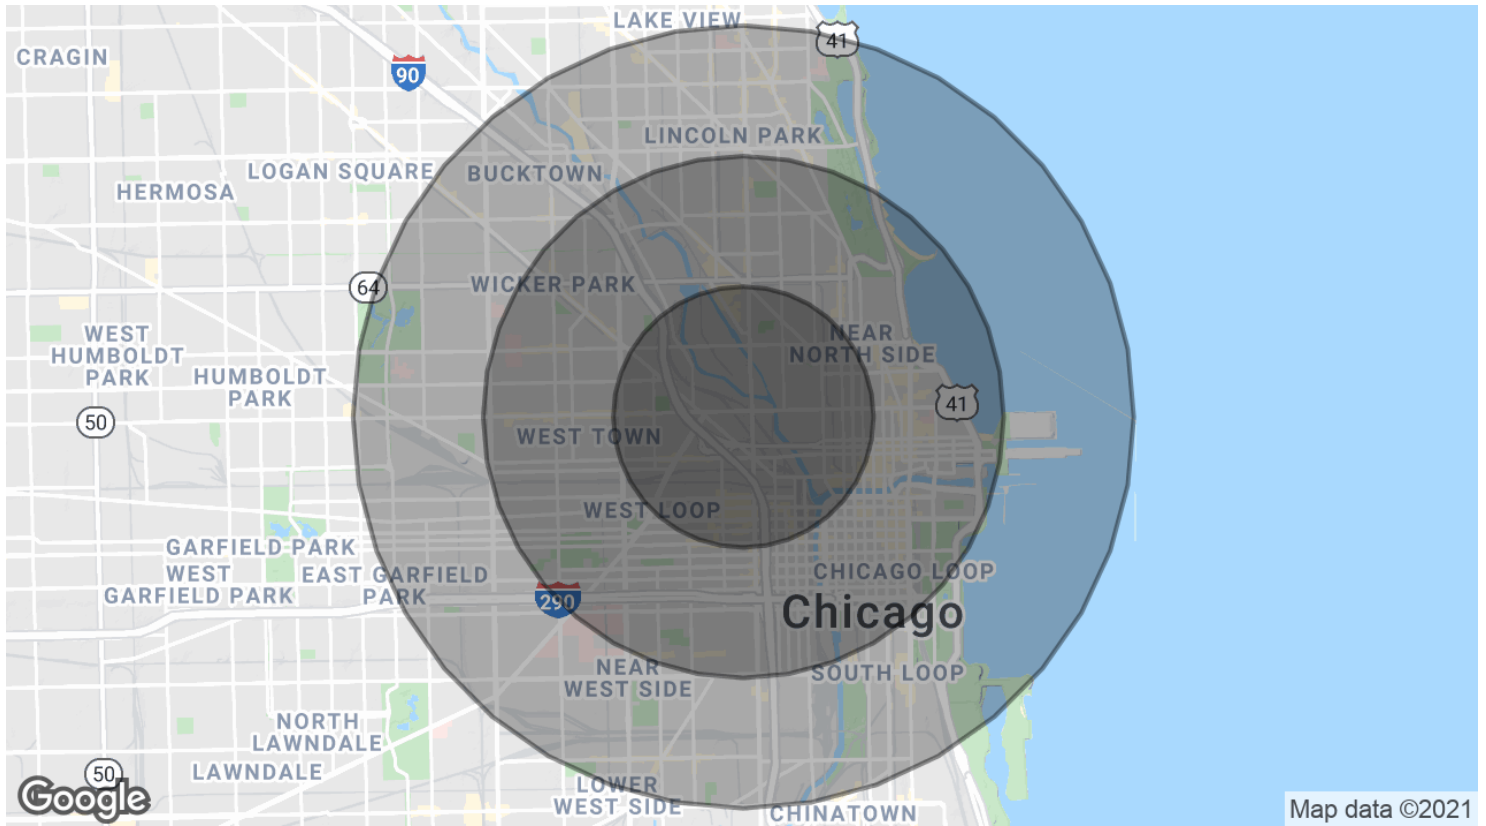 LAKE VIEW
41
CRAGIN
90
LINCOLN PARK
LOGAN SQUARE
BUCKTOWN
HERMOSA
64
WICKER PARK
WEST
HUMBOLDT
PARK
NEAR
NORTH SIDE
HUMBOLDT
PARK
41
50
WEST TOWN
WEST LOOP
GARFIELD PARK
WEST
GARFIELD PARK
EAST GARFIELD
PARK
CHICAGO LOOP
290
Chicago
NEAR
WEST SIDE
SOUTH LOOP
NORTH
LAWNDALE
LAWNDALE
50
LOWER
WEST SIDE
CHINATOWN
Google
Map data ©2021